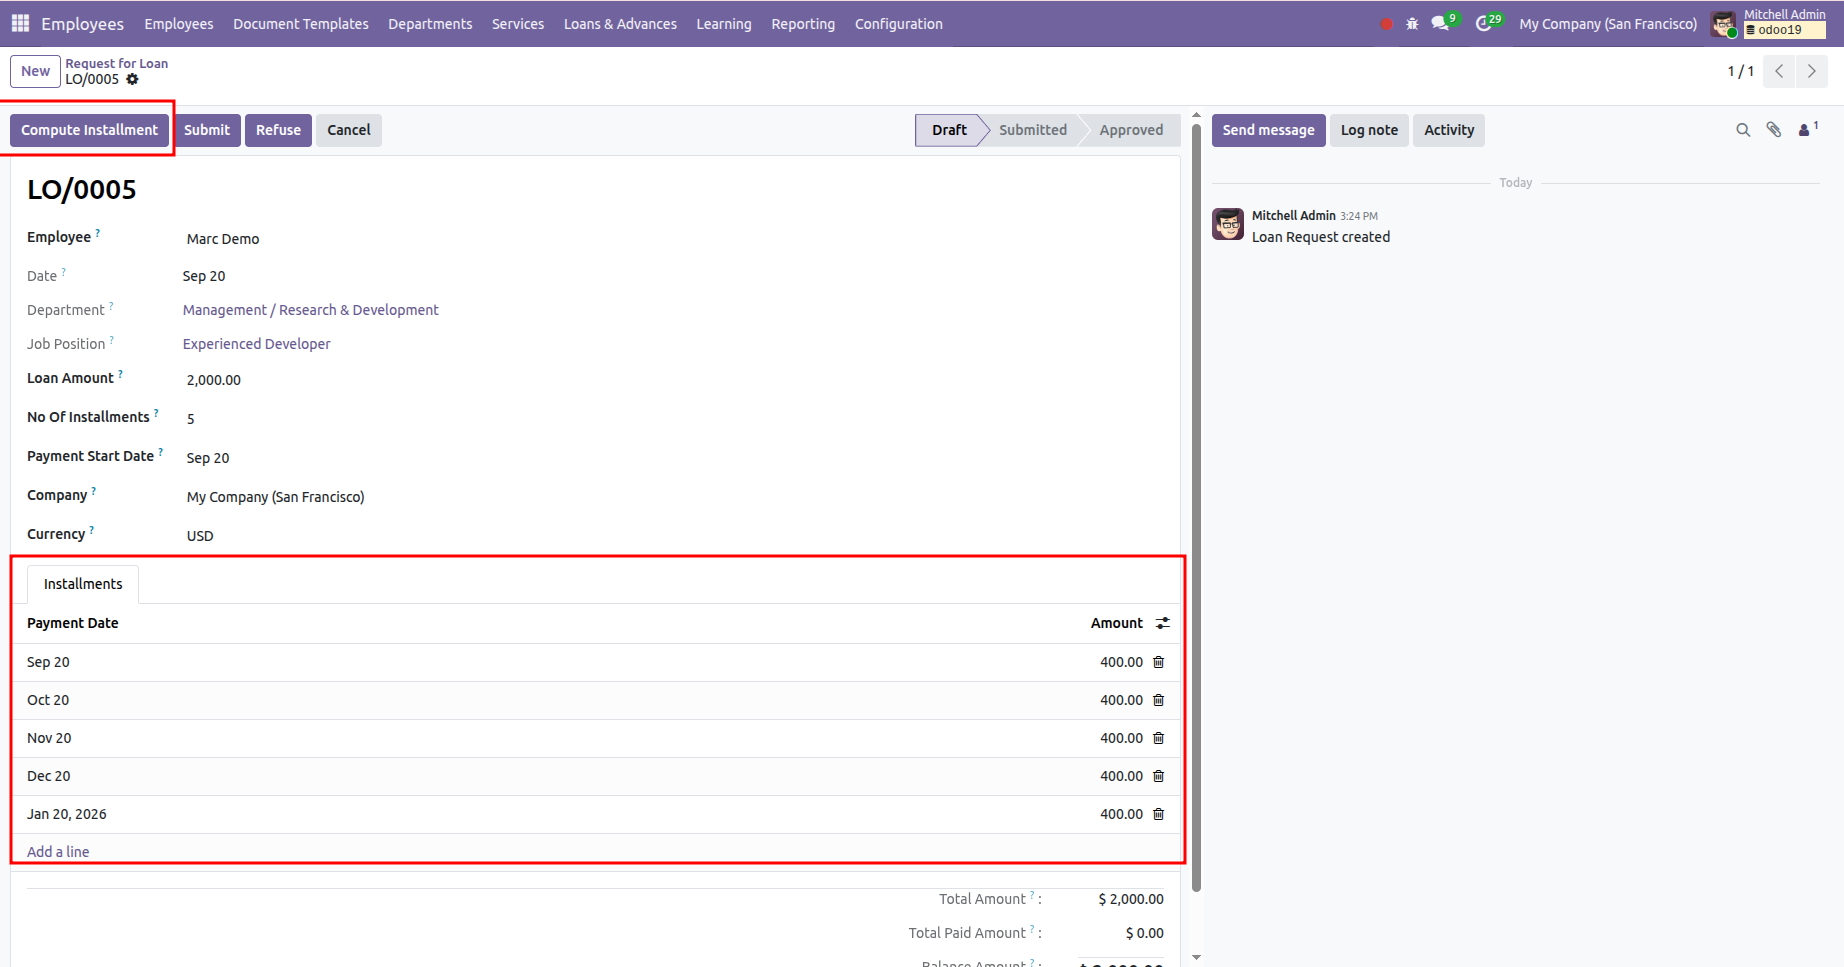 Employees Employees Document Templates Departments Services Loans & Advances Learning Reporting Configuration 9 29 My Company (San Francisco) Mitchell Admin
odoo19
New Request for Loan
LO/0005
1 / 1
Compute Installment Submit Refuse Cancel Draft Submitted Approved Send message Log note Activity 1
LO/0005
Today
Mitchell Admin 3:24 PM
Loan Request created
Employee ? Marc Demo
Date ? Sep 20
Department ? Management / Research & Development
Job Position ? Experienced Developer
Loan Amount ? 2,000.00
No Of Installments ? 5
Payment Start Date ? Sep 20
Company ? My Company (San Francisco)
Currency ? USD
Installments
Payment Date Amount
Sep 20 400.00
Oct 20 400.00
Nov 20 400.00
Dec 20 400.00
Jan 20, 2026 400.00
Add a line
Total Amount ? : $ 2,000.00
Total Paid Amount ? : $ 0.00
Balance Amount ? :